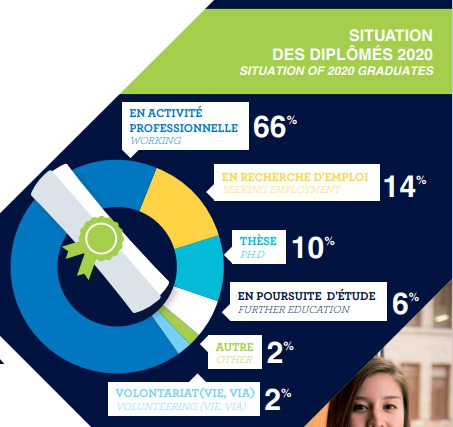 SITUATION
DES DIPLÔMÉS 2020
SITUATION OF 2020 GRADUATES
EN ACTIVITÉ
PROFESSIONNELLE
WORKING
66%
EN RECHERCHE D'EMPLOI
SEEKING EMPLOYMENT
14%
THÈSE
PH.D
10%
EN POURSUITE D'ÉTUDE
FURTHER EDUCATION
6%
AUTRE
OTHER
2%
VOLONTARIAT(VIE, VIA)
VOLUNTEERING (VIE, VIA)
2%